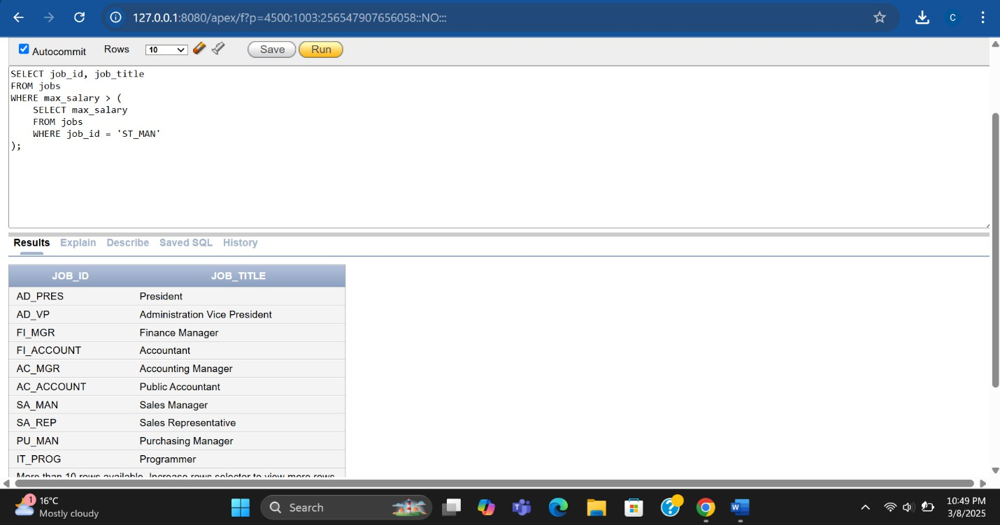 127.0.0.1:8080/apex/f?p=4500:1003:256547907656058::NO:::
C
Autocommit Rows 10 Save Run
SELECT job_id, job_title
FROM jobs
WHERE max_salary > (
SELECT max_salary
FROM jobs
WHERE job_id = 'ST_MAN'
);
Results Explain Describe Saved SQL History
JOB_ID JOB_TITLE
AD_PRES President
AD_VP Administration Vice President
FI_MGR Finance Manager
FI_ACCOUNT Accountant
AC_MGR Accounting Manager
AC_ACCOUNT Public Accountant
SA_MAN Sales Manager
SA_REP Sales Representative
PU_MAN Purchasing Manager
IT_PROG Programmer
More than 10 rows available. Increase rows selector to view more rows.
1 16°C
Mostly cloudy
Search
10:49 PM
3/8/2025